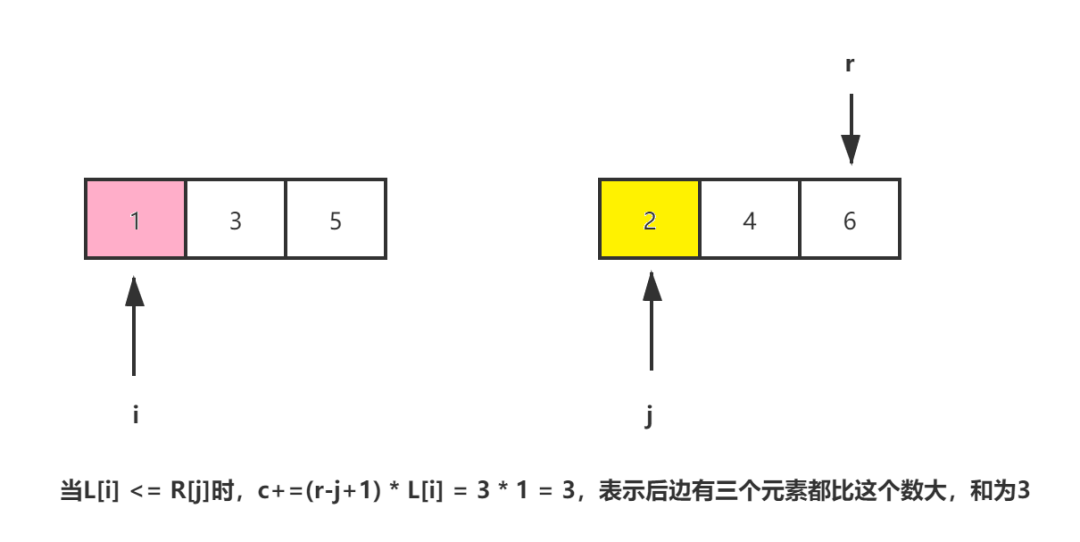 r
1 3 5 2 4 6
i j
当L[i] <= R[j]时，c+=(r-j+1) * L[i] = 3 * 1 = 3，表示后边有三个元素都比这个数大，和为3